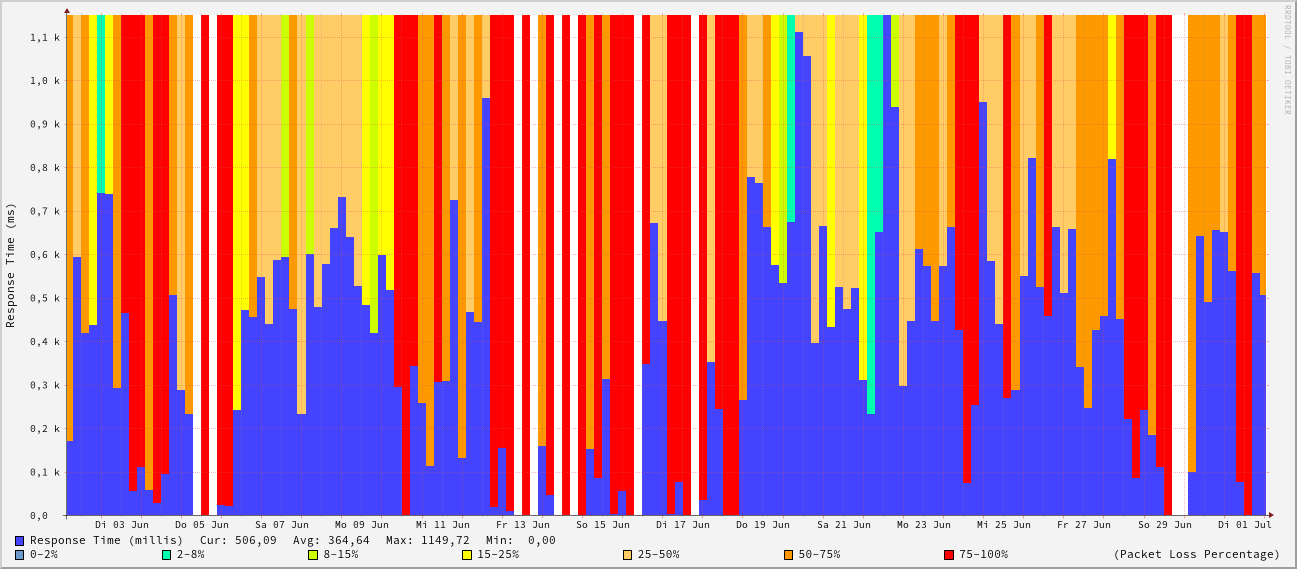 RRDTOOL / TOBI OETIKER
Response Time (ms)
1,1 k
1,0 k
0,9 k
0,8 k
0,7 k
0,6 k
0,5 k
0,4 k
0,3 k
0,2 k
0,1 k
0,0
Di 03 Jun Do 05 Jun Sa 07 Jun Mo 09 Jun Mi 11 Jun Fr 13 Jun So 15 Jun Di 17 Jun Do 19 Jun Sa 21 Jun Mo 23 Jun Mi 25 Jun Fr 27 Jun So 29 Jun Di 01 Jul
Response Time (millis) Cur: 506,09 Avg: 364,64 Max: 1149,72 Min: 0,00
0-2% 2-8% 8-15% 15-25% 25-50% 50-75% 75-100% (Packet Loss Percentage)